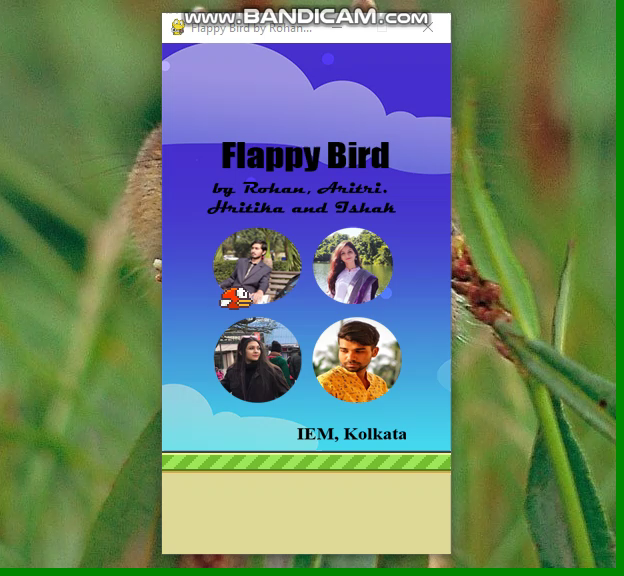 www.BANDICAM.com
Flappy Bird by Rohan...
Flappy Bird
by Rohan, Aritri.
Hritika and Ishak
IEM, Kolkata